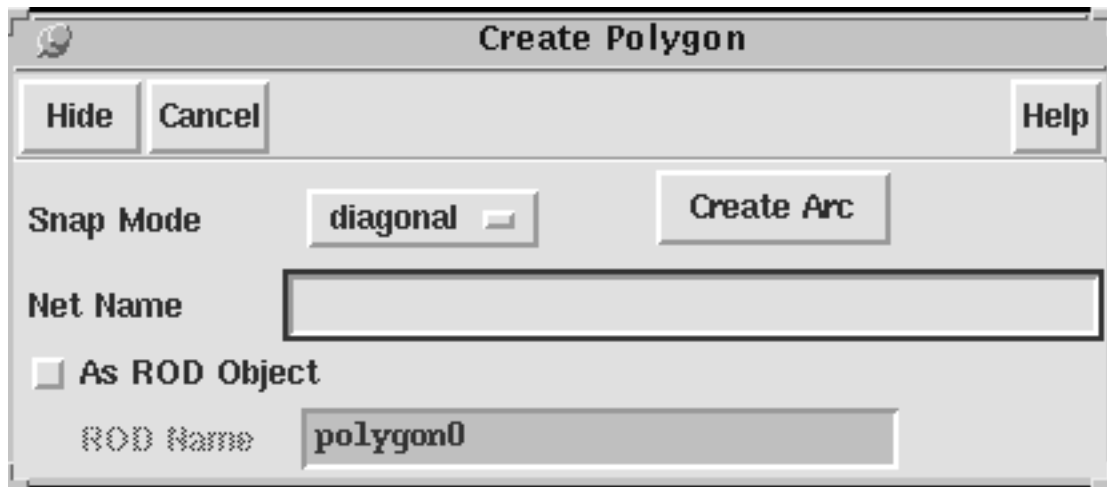 Create Polygon
Hide Cancel Help
Snap Mode diagonal Create Arc
Net Name
As ROD Object
ROD Name polygon0